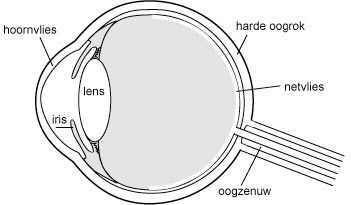 hoornvlies
harde oogrok
lens
netvlies
iris
oogzenuw